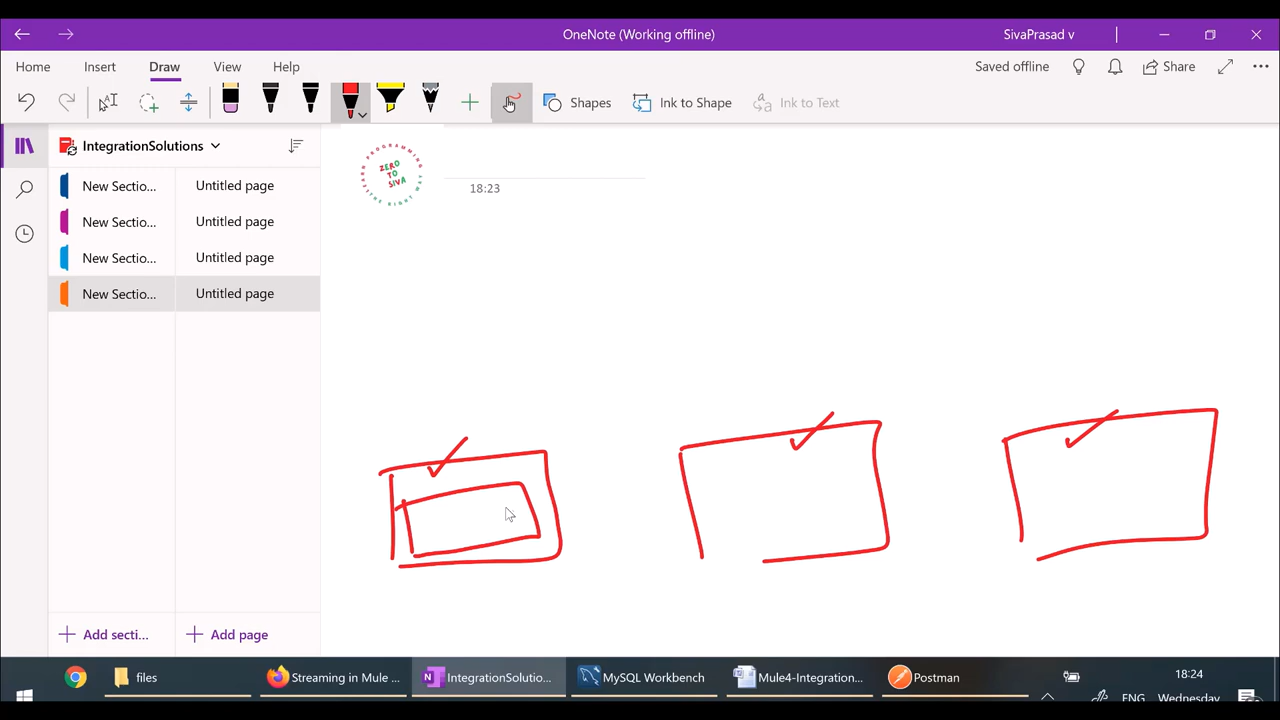 OneNote (Working offline)
SivaPrasad v
Home
Insert
Draw
View
Help
Saved offline
Share
Shapes
Ink to Shape
Ink to Text
IntegrationSolutions
New Sectio...
Untitled page
New Sectio...
Untitled page
New Sectio...
Untitled page
New Sectio...
Untitled page
ZERO
TO
SIVA
18:23
Add secti...
Add page
files
Streaming in Mule ...
IntegrationSolutio...
MySQL Workbench
Mule4-Integration...
Postman
18:24
ENG
Wednesday